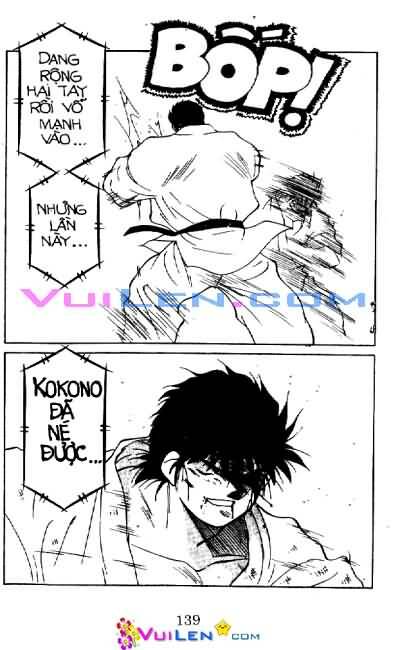 DANG
RỘNG
HAI TAY
RỒI VỖ
MẠNH
VÀO...
BỐP!
NHƯNG
LẦN
NÀY...
VUILEN.COM
KOKONO
ĐÃ
NÉ
ĐƯỢC...
139
VUILEN.COM